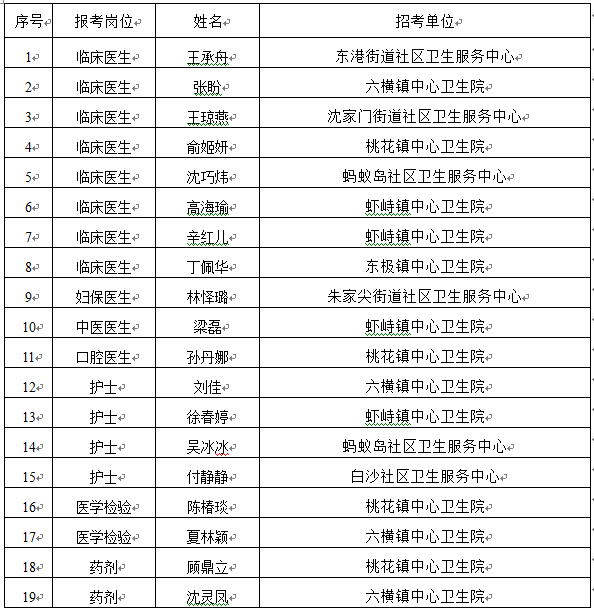 序号 报考岗位 姓名 招考单位
1 临床医生 王承舟 东港街道社区卫生服务中心
2 临床医生 张盼 六横镇中心卫生院
3 临床医生 王琼燕 沈家门街道社区卫生服务中心
4 临床医生 俞姬妍 桃花镇中心卫生院
5 临床医生 沈巧炜 蚂蚁岛社区卫生服务中心
6 临床医生 高海瑜 虾峙镇中心卫生院
7 临床医生 辛红儿 虾峙镇中心卫生院
8 临床医生 丁佩华 东极镇中心卫生院
9 妇保医生 林怿璐 朱家尖街道社区卫生服务中心
10 中医医生 梁磊 虾峙镇中心卫生院
11 口腔医生 孙丹娜 桃花镇中心卫生院
12 护士 刘佳 六横镇中心卫生院
13 护士 徐春婷 虾峙镇中心卫生院
14 护士 吴冰冰 蚂蚁岛社区卫生服务中心
15 护士 付静静 白沙社区卫生服务中心
16 医学检验 陈椿琰 桃花镇中心卫生院
17 医学检验 夏林颖 六横镇中心卫生院
18 药剂 顾鼎立 桃花镇中心卫生院
19 药剂 沈灵凤 六横镇中心卫生院